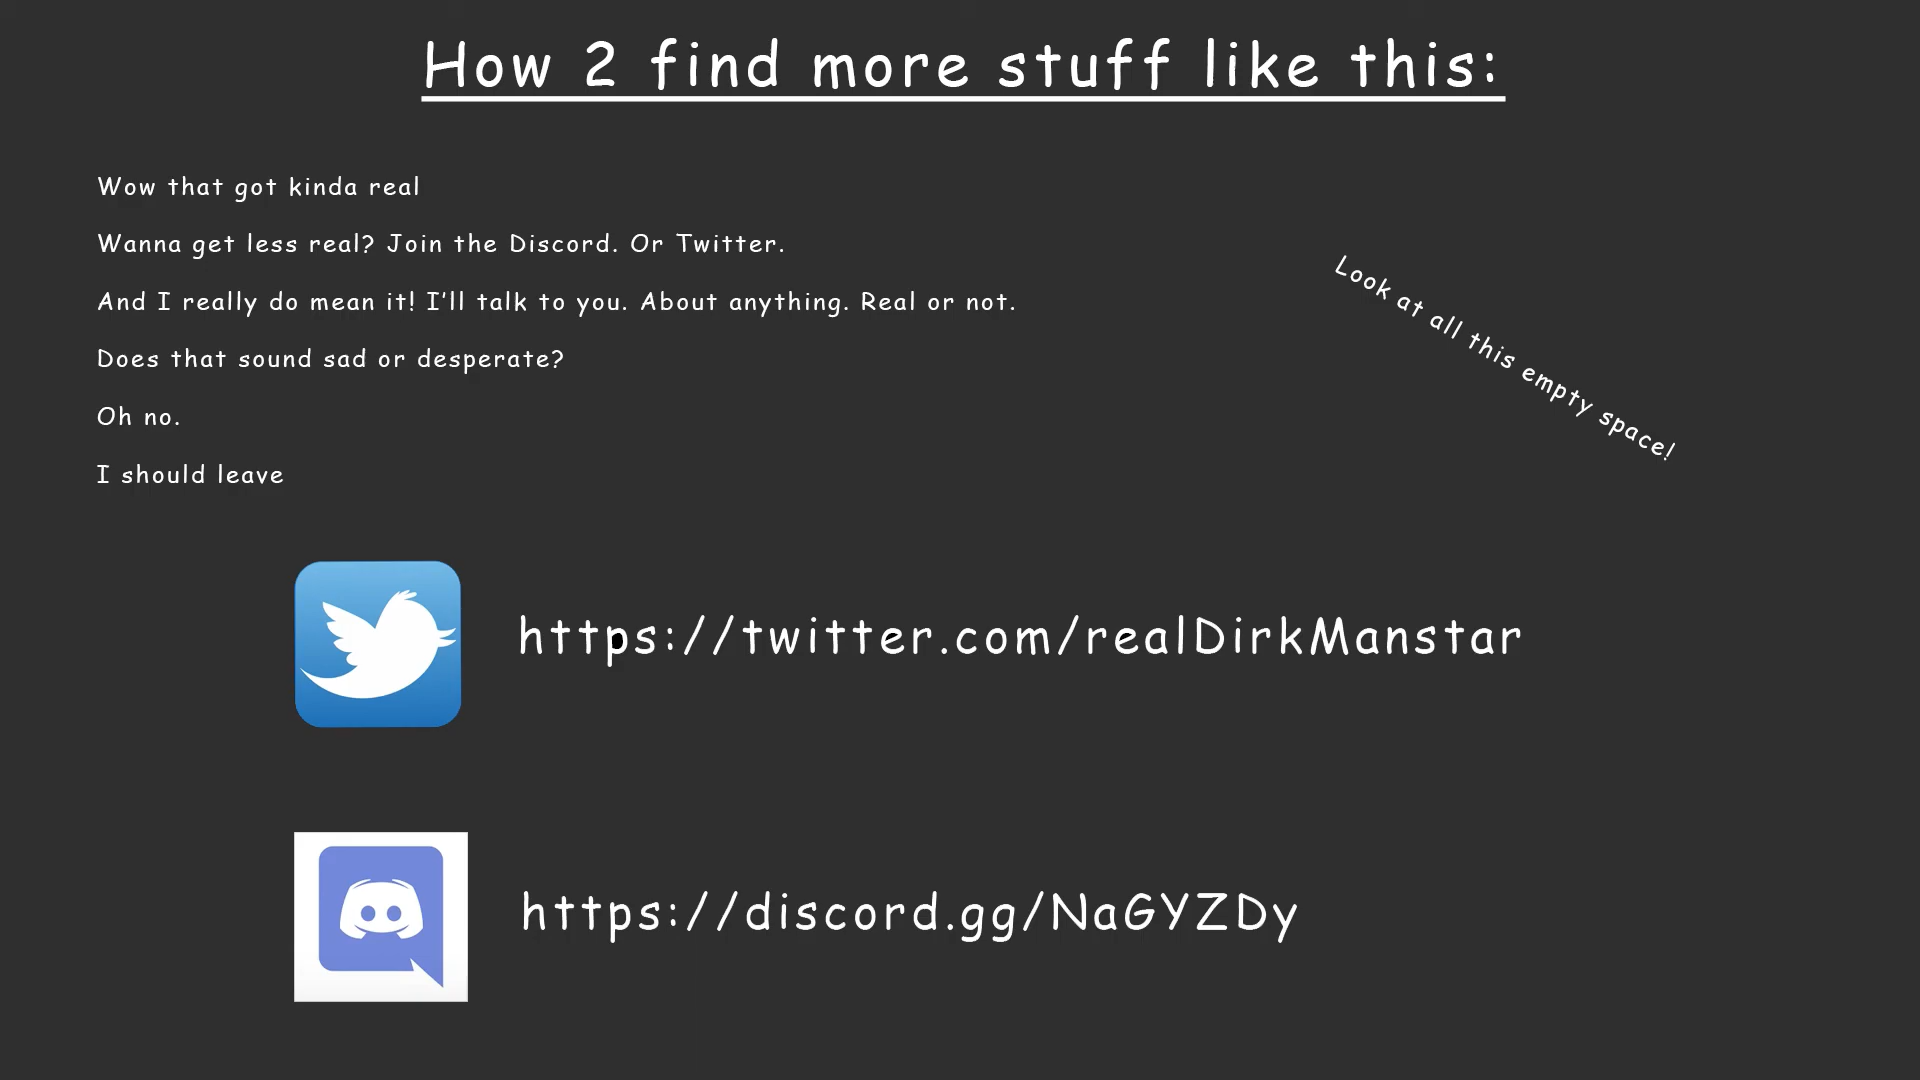 How 2 find more stuff like this:
Wow that got kinda real
Wanna get less real? Join the Discord. Or Twitter.
And I really do mean it! I'll talk to you. About anything. Real or not.
Does that sound sad or desperate?
Oh no.
I should leave
Look at all this empty space!
https://twitter.com/realDirkManstar
https://discord.gg/NaGYZDy